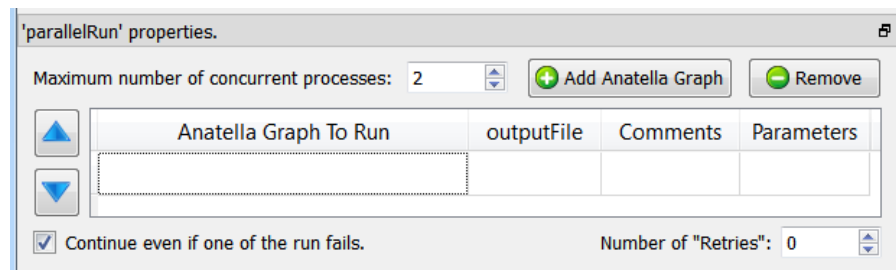 'parallelRun' properties.
Maximum number of concurrent processes: 2 Add Anatella Graph Remove
Anatella Graph To Run outputFile Comments Parameters
Continue even if one of the run fails. Number of "Retries": 0